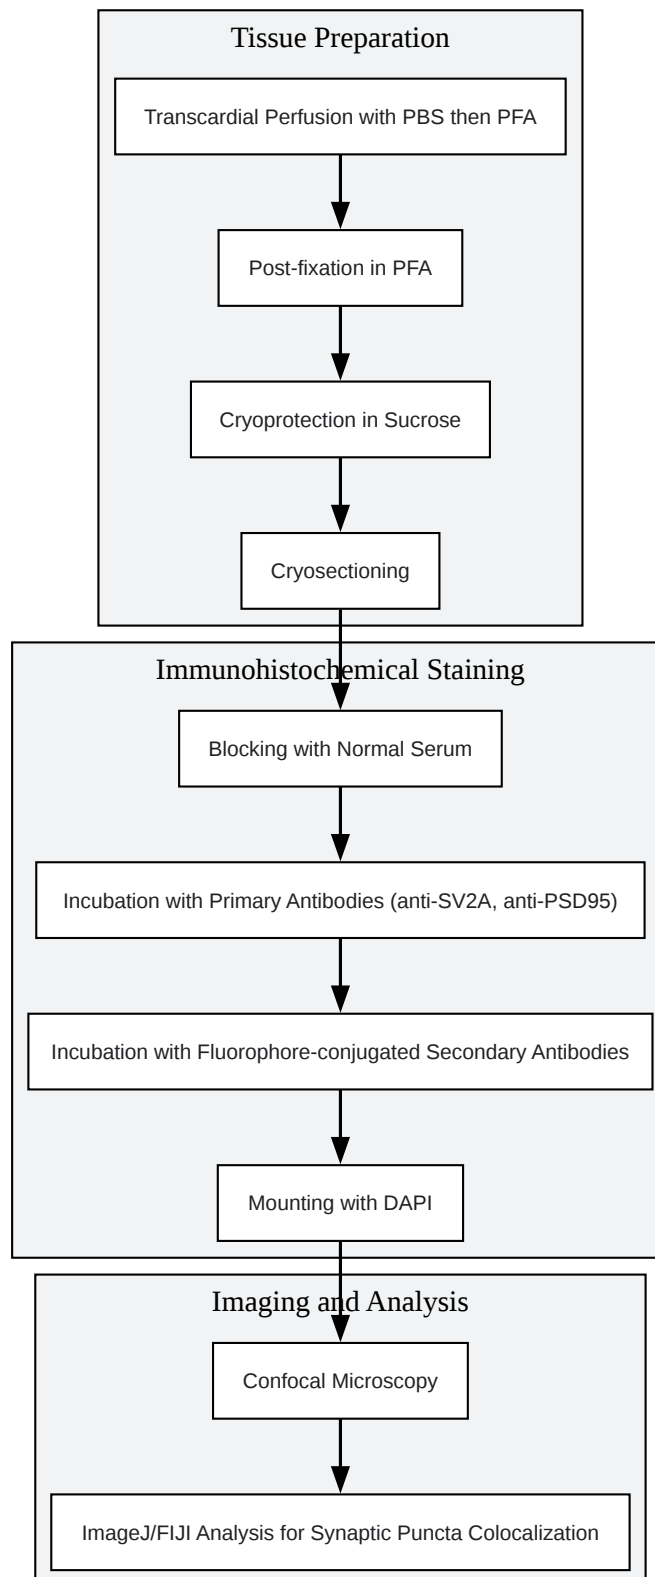 Tissue Preparation
Transcardial Perfusion with PBS then PFA
Post-fixation in PFA
Cryoprotection in Sucrose
Cryosectioning
Immunohistochemical Staining
Blocking with Normal Serum
Incubation with Primary Antibodies (anti-SV2A, anti-PSD95)
Incubation with Fluorophore-conjugated Secondary Antibodies
Mounting with DAPI
Imaging and Analysis
Confocal Microscopy
ImageJ/FIJI Analysis for Synaptic Puncta Colocalization